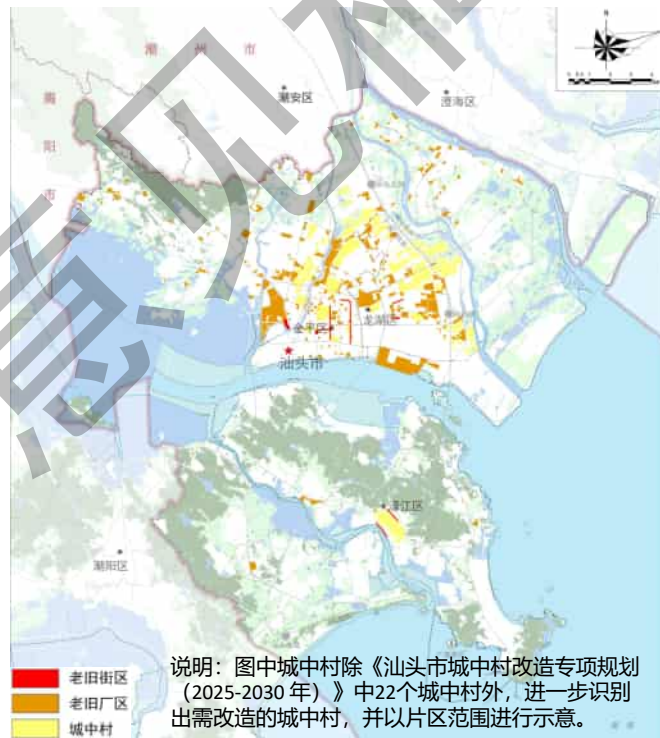 潮州市
潮安区
澄海区
揭阳市
金平区
龙湖区
汕头市
濠江区
潮阳区
老旧街区
老旧厂区
城中村
说明：图中城中村除《汕头市城中村改造专项规划
（2025-2030 年）》中22个城中村外，进一步识别
出需改造的城中村，并以片区范围进行示意。
意见稿